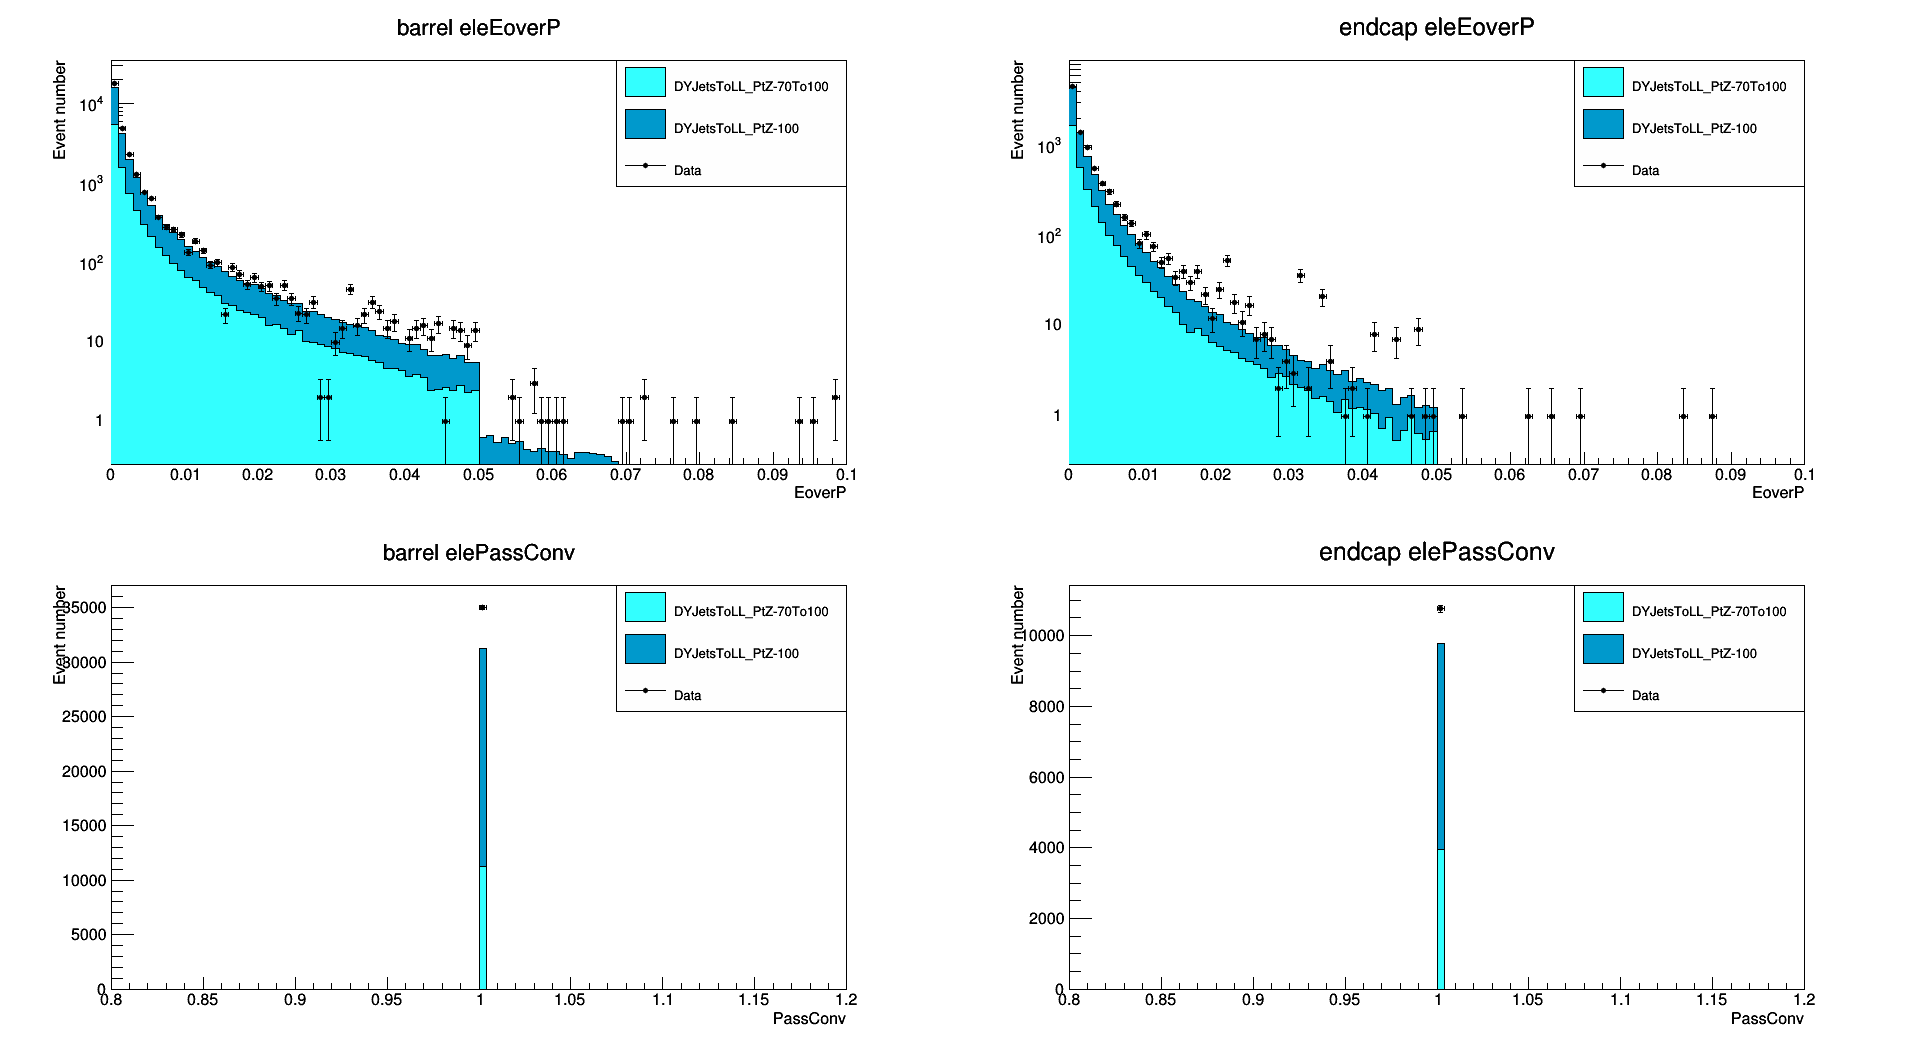 barrel eleEoverP
Event number
10^4
10^3
10^2
10
1
0 0.01 0.02 0.03 0.04 0.05 0.06 0.07 0.08 0.09 0.1
EoverP
DYJetsToLL_PtZ-70To100
DYJetsToLL_PtZ-100
Data
endcap eleEoverP
Event number
10^3
10^2
10
1
0 0.01 0.02 0.03 0.04 0.05 0.06 0.07 0.08 0.09 0.1
EoverP
DYJetsToLL_PtZ-70To100
DYJetsToLL_PtZ-100
Data
barrel elePassConv
Event number
35000
30000
25000
20000
15000
10000
5000
0
0.8 0.85 0.9 0.95 1 1.05 1.1 1.15 1.2
PassConv
DYJetsToLL_PtZ-70To100
DYJetsToLL_PtZ-100
Data
endcap elePassConv
Event number
10000
8000
6000
4000
2000
0
0.8 0.85 0.9 0.95 1 1.05 1.1 1.15 1.2
PassConv
DYJetsToLL_PtZ-70To100
DYJetsToLL_PtZ-100
Data